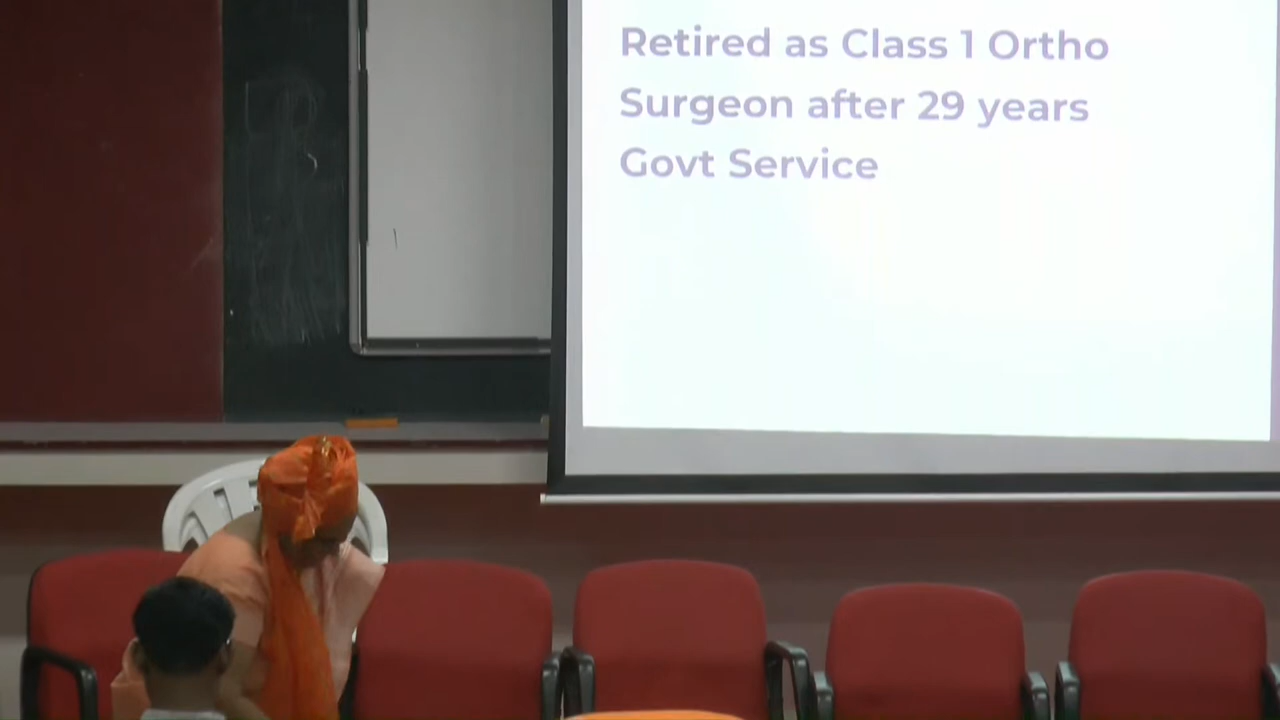 Retired as Class 1 Ortho
Surgeon after 29 years
Govt Service